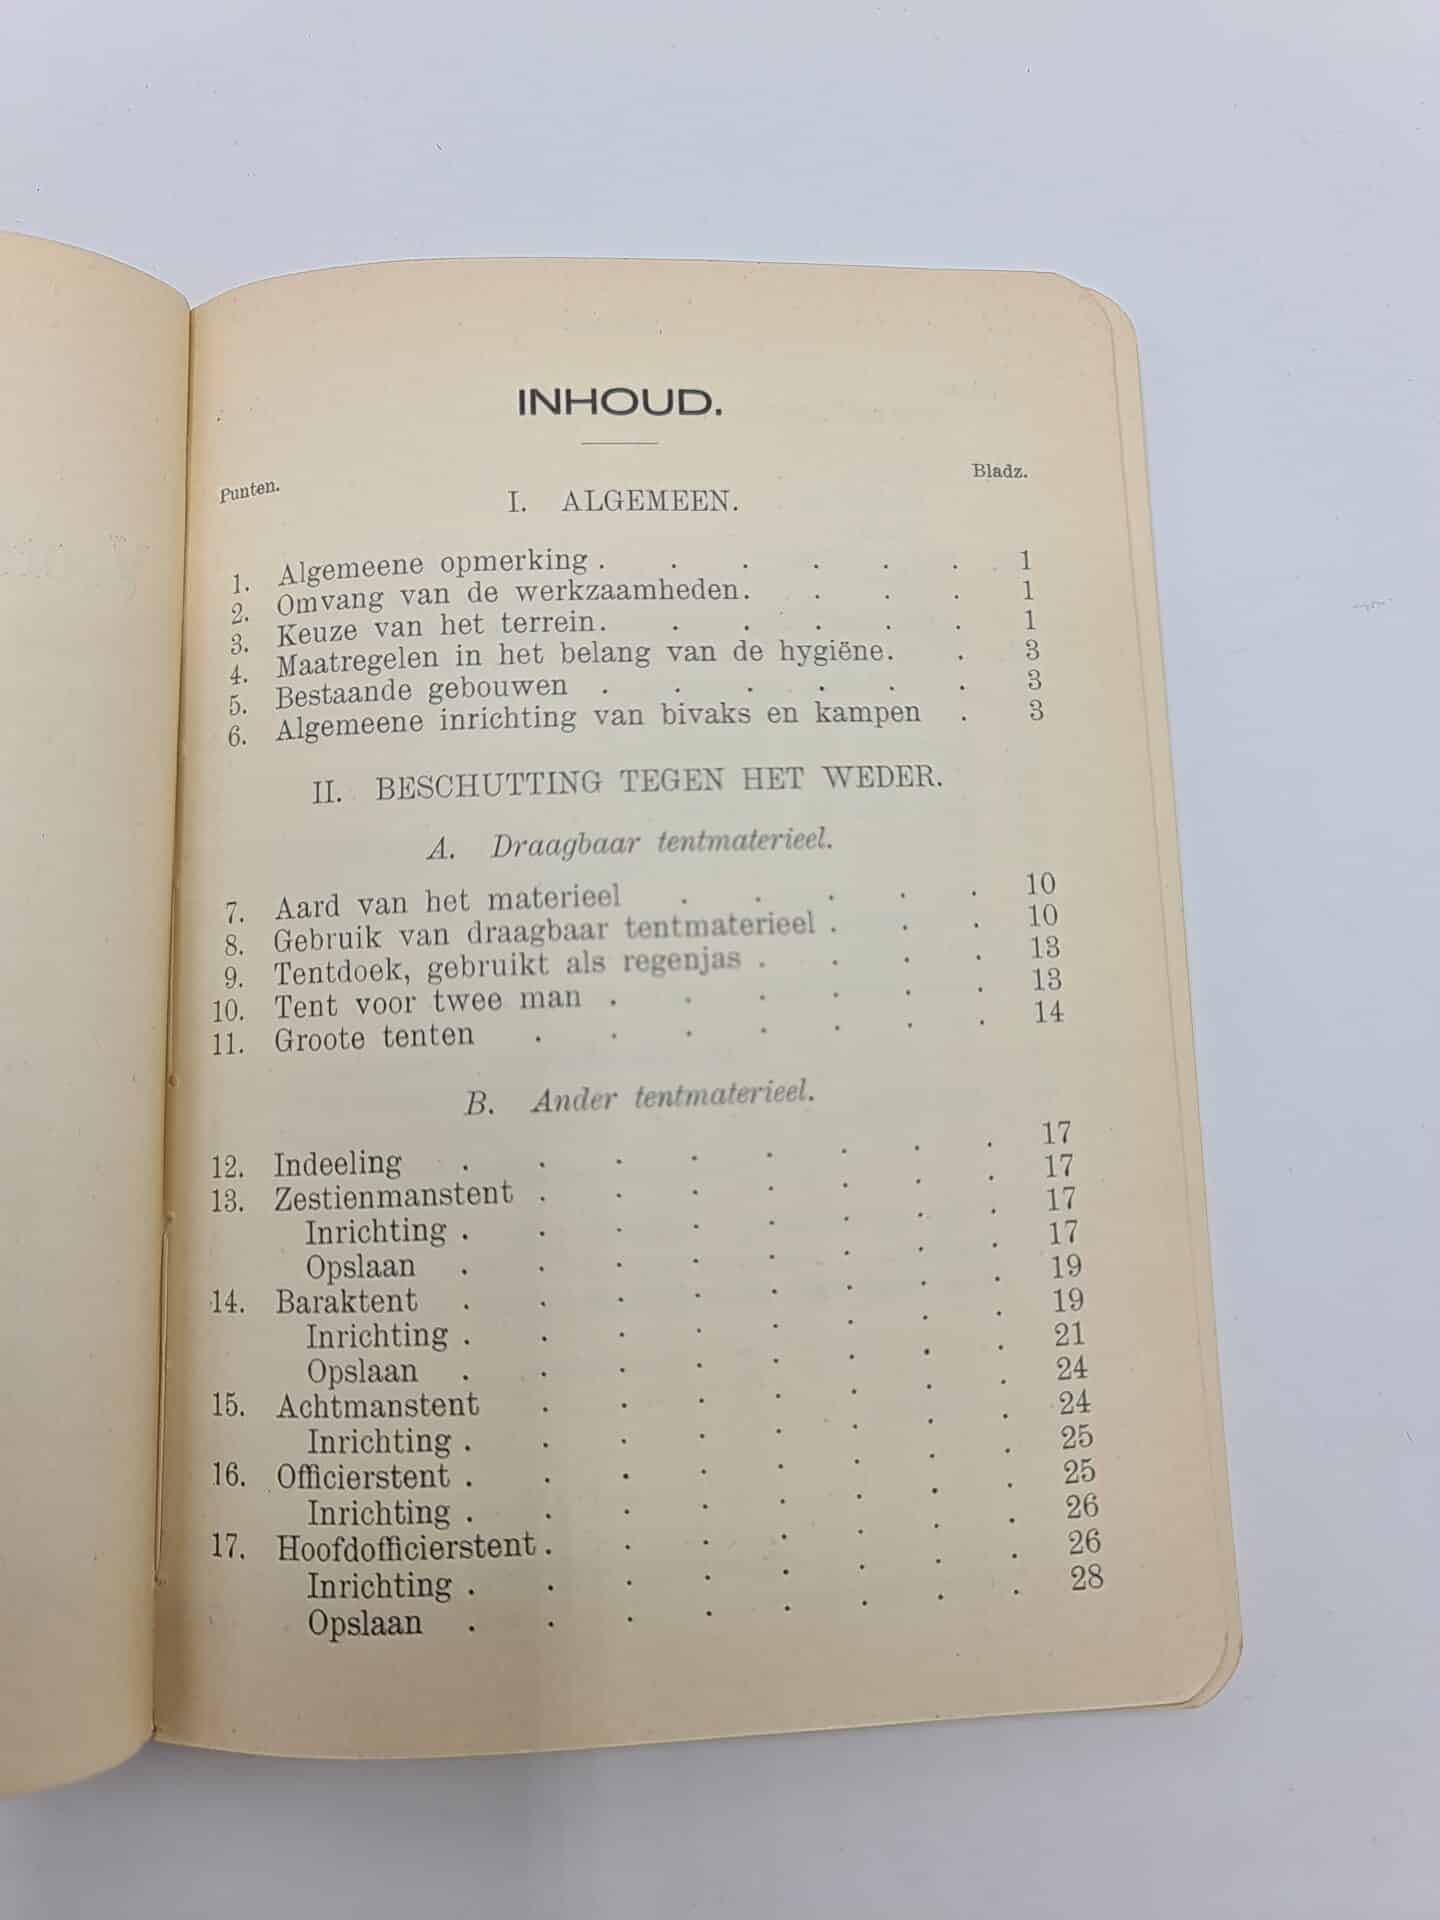 INHOUD.
Punten. Bladz.
I. ALGEMEEN.
1. Algemeene opmerking . . . . . . 1
2. Omvang van de werkzaamheden. . . . 1
3. Keuze van het terrein. . . . . . 1
4. Maatregelen in het belang van de hygiëne. . 3
5. Bestaande gebouwen . . . . . . 3
6. Algemeene inrichting van bivaks en kampen . 3
II. BESCHUTTING TEGEN HET WEDER.
A. Draagbaar tentmaterieel.
7. Aard van het materieel . . . . . 10
8. Gebruik van draagbaar tentmaterieel . . . 10
9. Tentdoek, gebruikt als regenjas . . . . 13
10. Tent voor twee man . . . . . . 13
11. Groote tenten . . . . . . . 14
B. Ander tentmaterieel.
12. Indeeling . . . . . . . . 17
13. Zestienmanstent . . . . . . . 17
Inrichting . . . . . . . . 17
Opslaan . . . . . . . . 17
14. Baraktent . . . . . . . . 19
Inrichting . . . . . . . . 19
Opslaan . . . . . . . . 21
15. Achtmanstent . . . . . . . 24
Inrichting . . . . . . . . 24
16. Officierstent . . . . . . . . 25
Inrichting . . . . . . . . 25
17. Hoofdofficierstent . . . . . . . 26
Inrichting . . . . . . . . 26
Opslaan . . . . . . . . 28